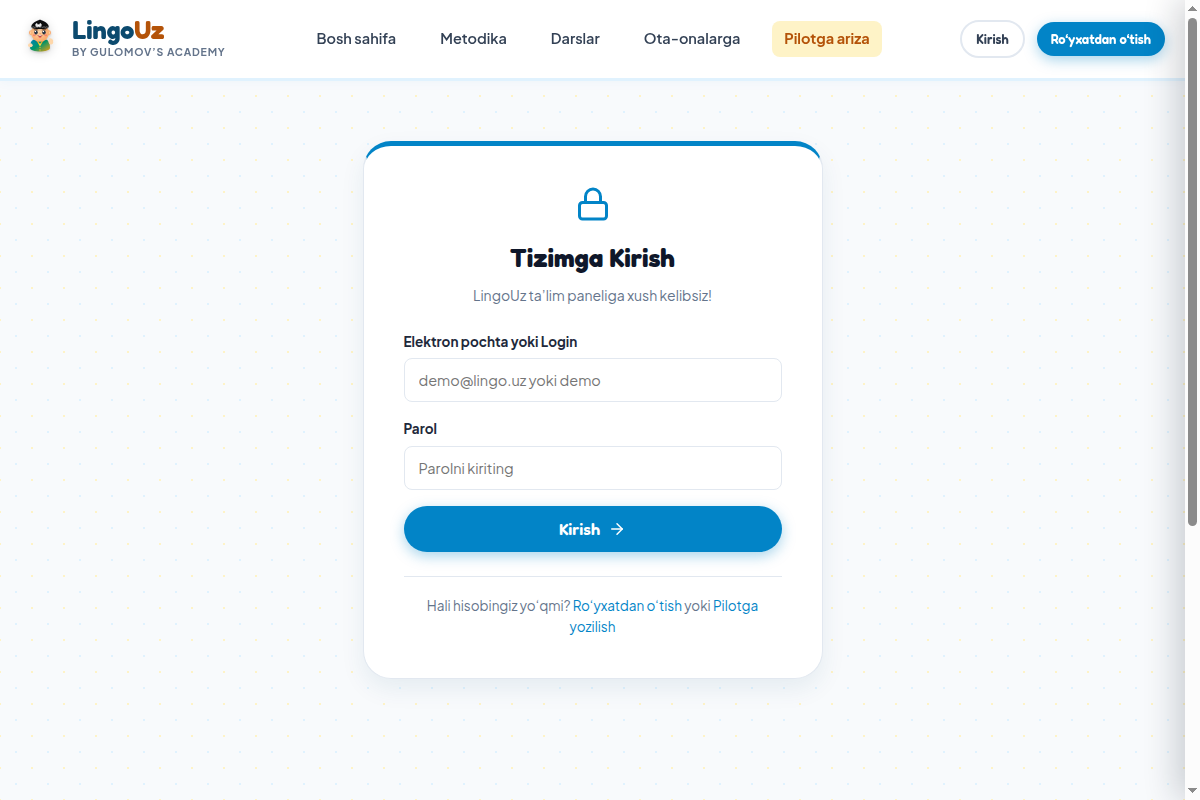 LingoUz
BY GULOMOV'S ACADEMY
Bosh sahifa
Metodika
Darslar
Ota-onalarga
Pilotga ariza
Kirish
Ro'yxatdan o'tish
Tizimga Kirish
LingoUz ta'lim paneliga xush kelibsiz!
Elektron pochta yoki Login
demo@lingo.uz yoki demo
Parol
Parolni kiriting
Kirish →
Hali hisobingiz yo'qmi? Ro'yxatdan o'tish yoki Pilotga
yozilish